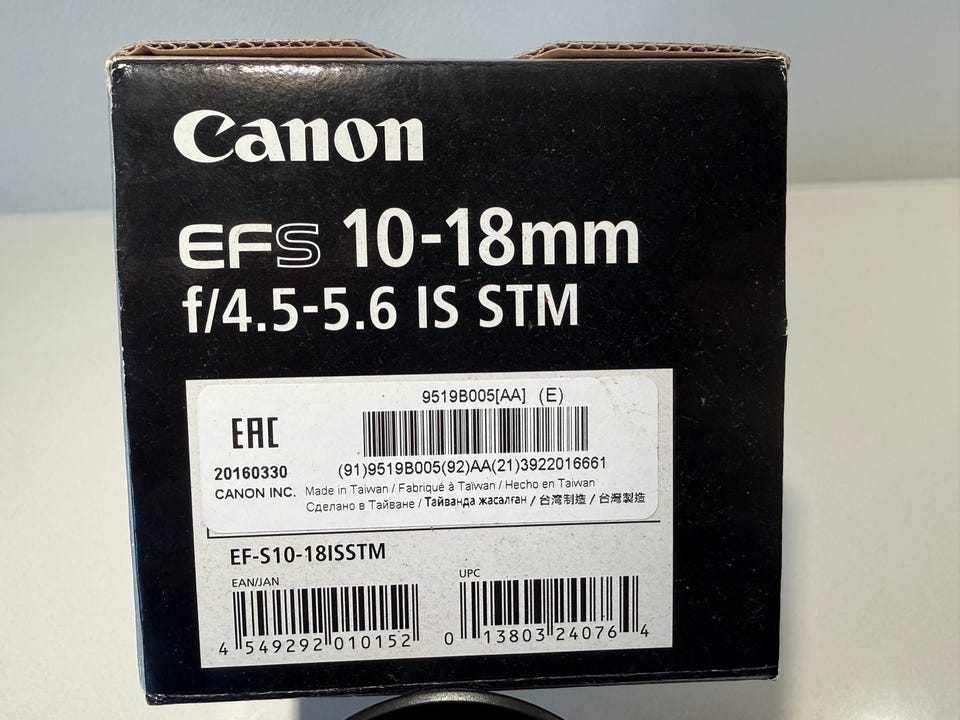 Canon
EFS 10-18mm
f/4.5-5.6 IS STM
9519B005[AA] (E)
EAC
20160330
(91)9519B005(92)AA(21)3922016661
CANON INC.
Made in Taiwan / Fabriqué à Taïwan / Hecho en Taiwan
Сделано в Тайване / Тайванда жасалған / 台湾制造 / 台灣製造
EF-S10-18ISSTM
EAN/JAN
UPC
4 549292 010152
0 13803 24076 4